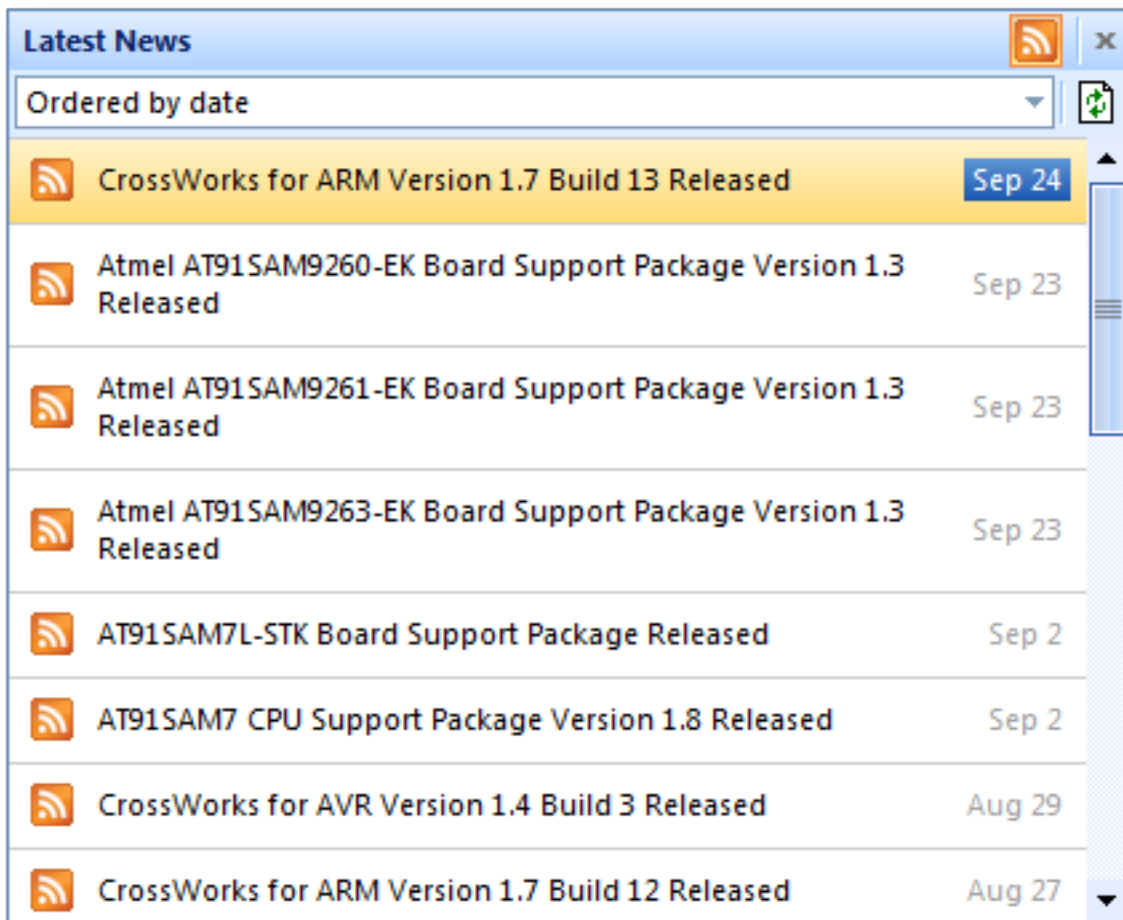 Latest News
Ordered by date
CrossWorks for ARM Version 1.7 Build 13 Released Sep 24
Atmel AT91SAM9260-EK Board Support Package Version 1.3
Released
Sep 23
Atmel AT91SAM9261-EK Board Support Package Version 1.3
Released
Sep 23
Atmel AT91SAM9263-EK Board Support Package Version 1.3
Released
Sep 23
AT91SAM7L-STK Board Support Package Released Sep 2
AT91SAM7 CPU Support Package Version 1.8 Released Sep 2
CrossWorks for AVR Version 1.4 Build 3 Released Aug 29
CrossWorks for ARM Version 1.7 Build 12 Released Aug 27